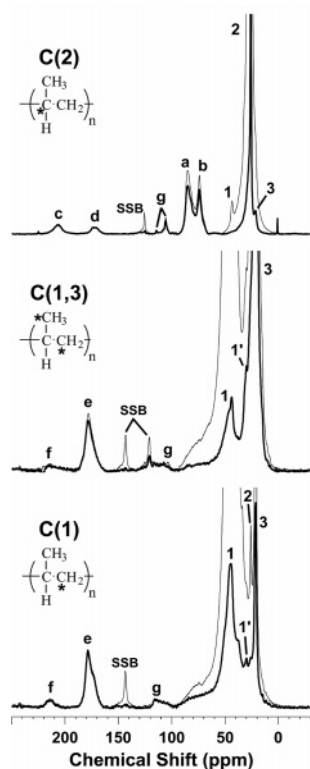 C(2)
CH₃
( C-CH₂ )n
*
H
2
a
b
g
SSB
c
d
1
3
C(1,3)
*CH₃
( C-CH₂ )n
*
H
3
1'
e
SSB
1
f
g
C(1)
CH₃
( C-CH₂ )n
*
H
2
3
1
e
SSB
1'
f
g
200 150 100 50 0
Chemical Shift (ppm)